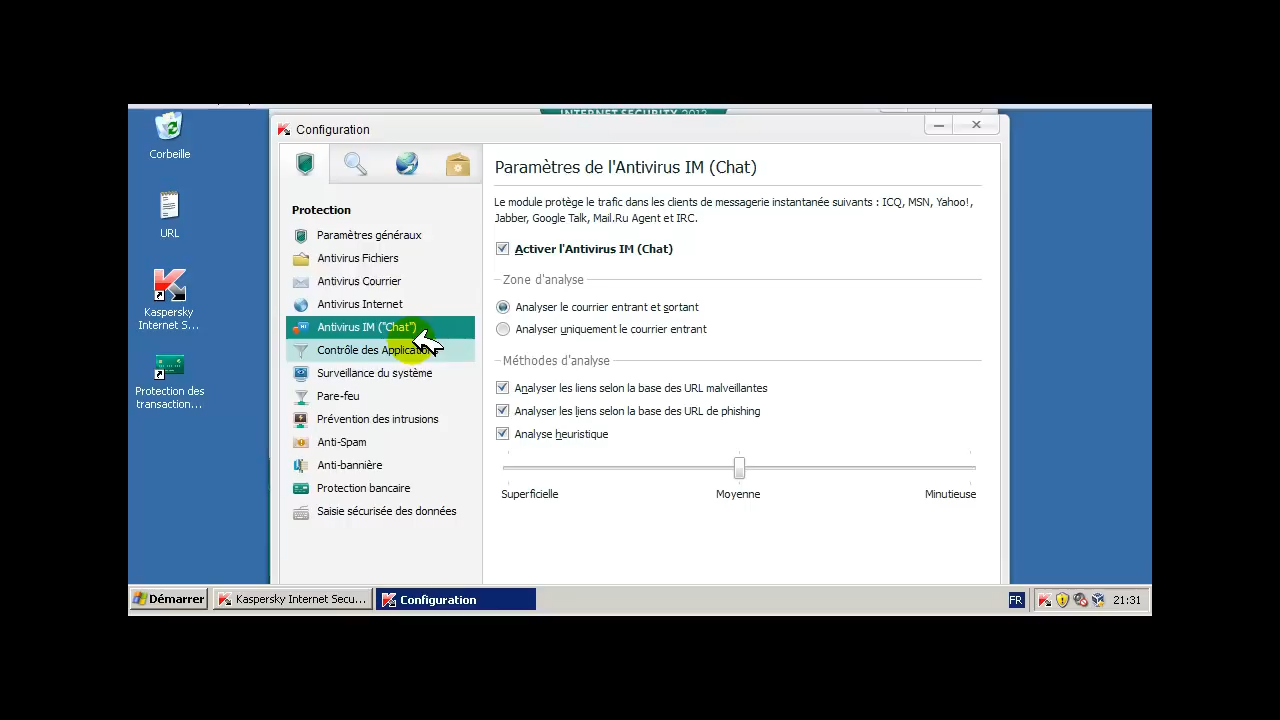 INTERNET SECURITY 2013
Configuration
Corbeille
URL
Kaspersky
Internet S...
Protection des
transaction...
Protection
Paramètres généraux
Antivirus Fichiers
Antivirus Courrier
Antivirus Internet
Antivirus IM ("Chat")
Contrôle des Applications
Surveillance du système
Pare-feu
Prévention des intrusions
Anti-Spam
Anti-bannière
Protection bancaire
Saisie sécurisée des données
Paramètres de l'Antivirus IM (Chat)
Le module protège le trafic dans les clients de messagerie instantanée suivants : ICQ, MSN, Yahoo!,
Jabber, Google Talk, Mail.Ru Agent et IRC.
Activer l'Antivirus IM (Chat)
Zone d'analyse
Analyser le courrier entrant et sortant
Analyser uniquement le courrier entrant
Méthodes d'analyse
Analyser les liens selon la base des URL malveillantes
Analyser les liens selon la base des URL de phishing
Analyse heuristique
Superficielle
Moyenne
Minutieuse
Démarrer
Kaspersky Internet Secu...
Configuration
FR
21:31